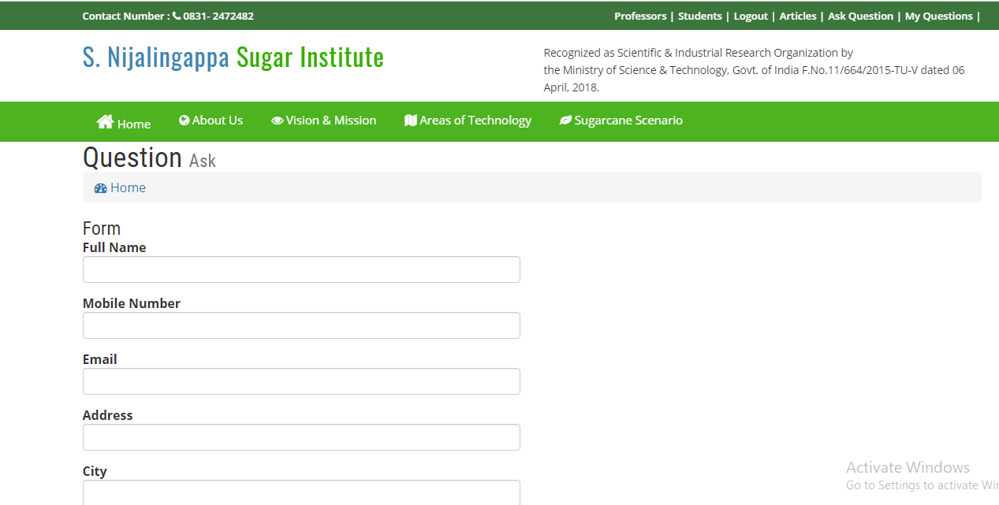 Contact Number : 0831- 2472482
Professors | Students | Logout | Articles | Ask Question | My Questions |
S. Nijalingappa Sugar Institute
Recognized as Scientific & Industrial Research Organization by
the Ministry of Science & Technology, Govt. of India F.No.11/664/2015-TU-V dated 06
April, 2018.
Home About Us Vision & Mission Areas of Technology Sugarcane Scenario
Question Ask
Home
Form
Full Name
Mobile Number
Email
Address
City
Activate Windows
Go to Settings to activate Win